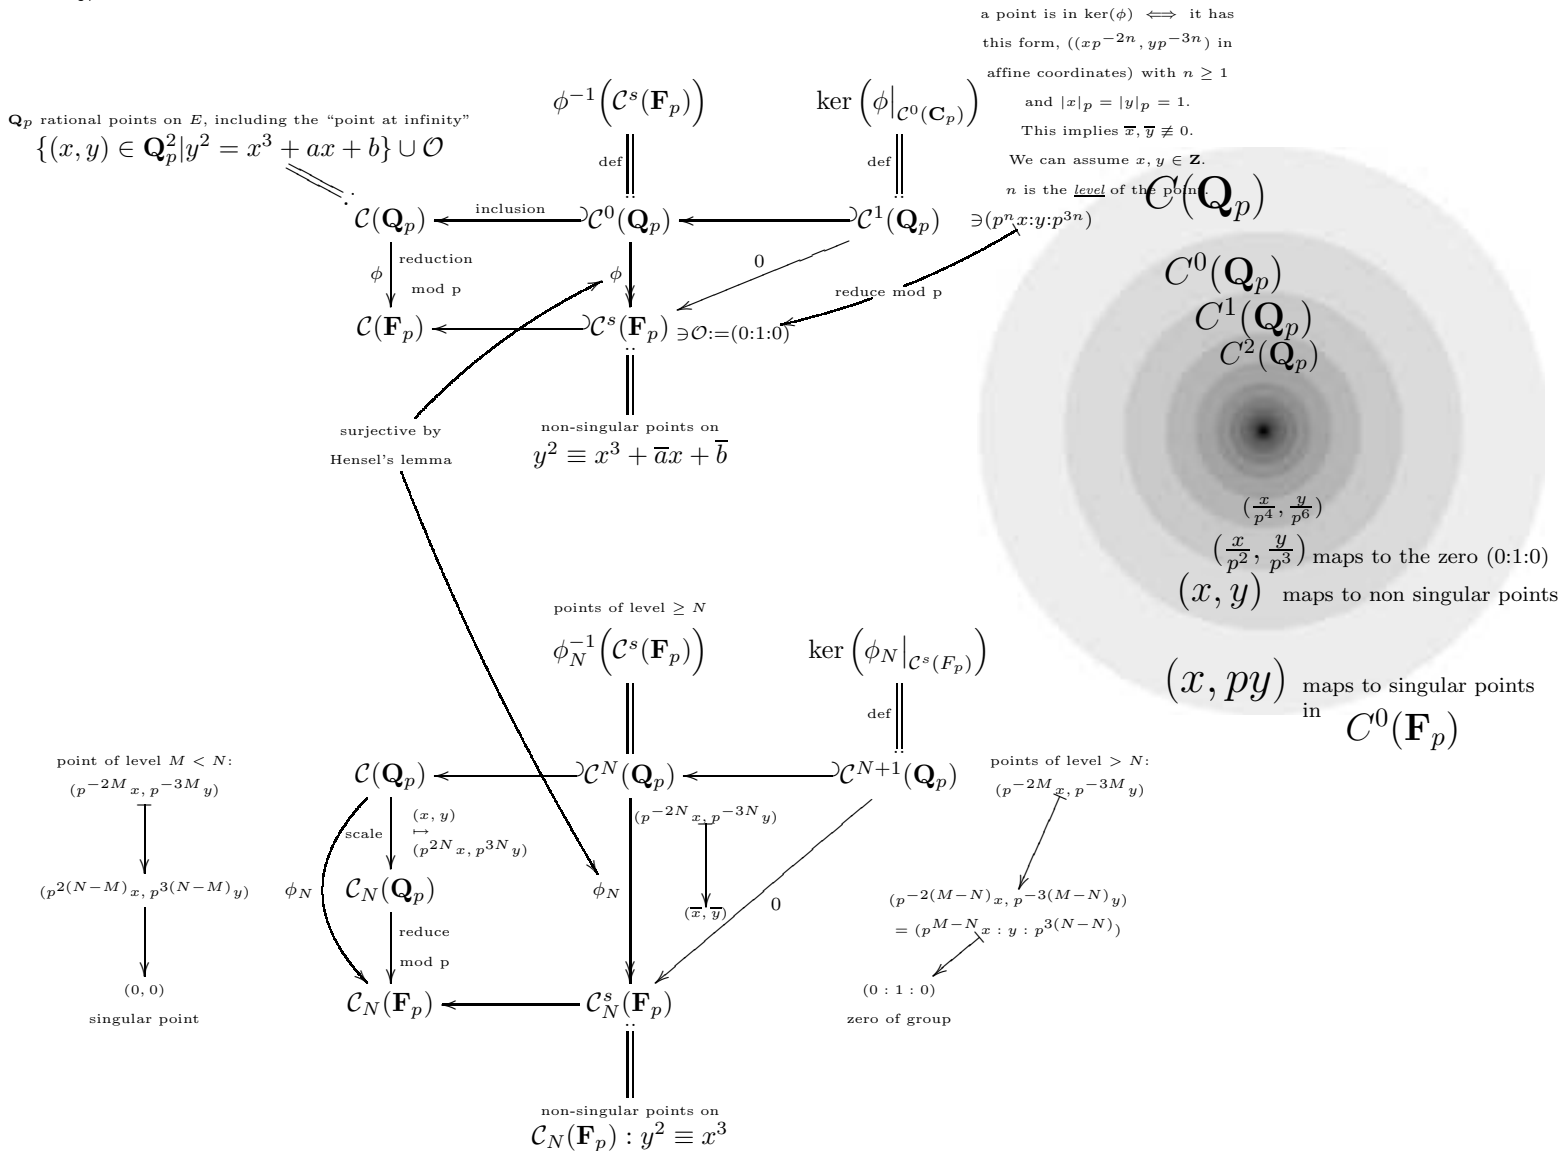 a point is in ker(ϕ) ⟺ it has
this form, ((xp^{−2n}, yp^{−3n}) in
affine coordinates) with n ≥ 1
and |x|_p = |y|_p = 1.
This implies x̅, y̅ ≢ 0.
We can assume x, y ∈ Z.
n is the level of the point.
∋(p^n x:y:p^{3n})
ϕ^{−1}(C^s(F_p))
ker(ϕ|_{C^0(C_p)})
Q_p rational points on E, including the “point at infinity”
{(x, y) ∈ Q_p^2|y^2 = x^3 + ax + b} ∪ O
def
def
C(Q_p)
inclusion
C^0(Q_p)
C^1(Q_p)
ϕ
reduction
mod p
ϕ
0
reduce mod p
C(F_p)
C^s(F_p)
∋O:=(0:1:0)
surjective by
Hensel's lemma
non-singular points on
y^2 ≡ x^3 + a̅x + b̅
C(Q_p)
C^0(Q_p)
C^1(Q_p)
C^2(Q_p)
(x/p^4, y/p^6)
(x/p^2, y/p^3) maps to the zero (0:1:0)
(x, y) maps to non singular points
(x, py) maps to singular points
in C^0(F_p)
points of level ≥ N
ϕ_N^{−1}(C^s(F_p))
ker(ϕ_N|_{C^s(F_p)})
def
point of level M < N:
(p^{−2M}x, p^{−3M}y)
(p^{2(N−M)}x, p^{3(N−M)}y)
(0, 0)
singular point
C(Q_p)
C^N(Q_p)
C^{N+1}(Q_p)
scale
(x, y)
↦
(p^{2N}x, p^{3N}y)
ϕ_N
C_N(Q_p)
reduce
mod p
C_N(F_p)
ϕ_N
(p^{−2N}x, p^{−3N}y)
(x̅, y̅)
0
C_N^s(F_p)
points of level > N:
(p^{−2M}x, p^{−3M}y)
(p^{−2(M−N)}x, p^{−3(M−N)}y)
= (p^{M−N}x : y : p^{3(N−N)})
(0 : 1 : 0)
zero of group
non-singular points on
C_N(F_p) : y^2 ≡ x^3